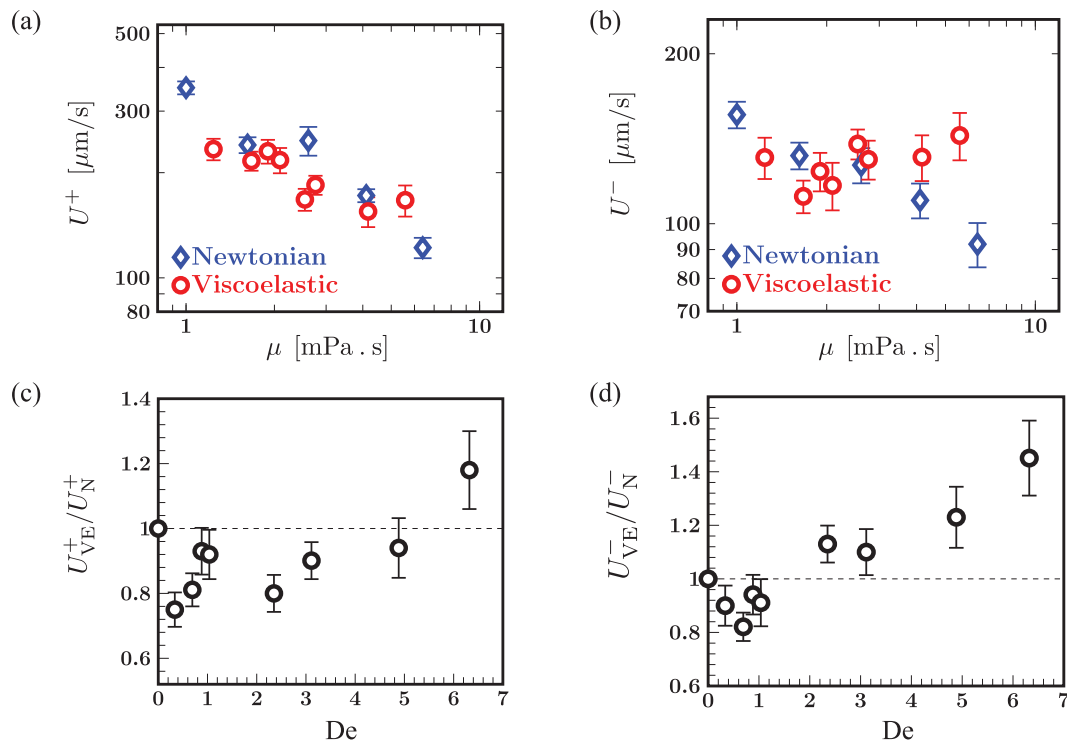 (a)
500
300
100
80
U⁺ [μm/s]
Newtonian
Viscoelastic
1
10
μ [mPa . s]
(b)
200
100
90
80
70
U⁻ [μm/s]
Newtonian
Viscoelastic
1
10
μ [mPa . s]
(c)
1.4
1.2
1
0.8
0.6
U⁺VE/U⁺N
0 1 2 3 4 5 6 7
De
(d)
1.6
1.4
1.2
1
0.8
0.6
U⁻VE/U⁻N
0 1 2 3 4 5 6 7
De